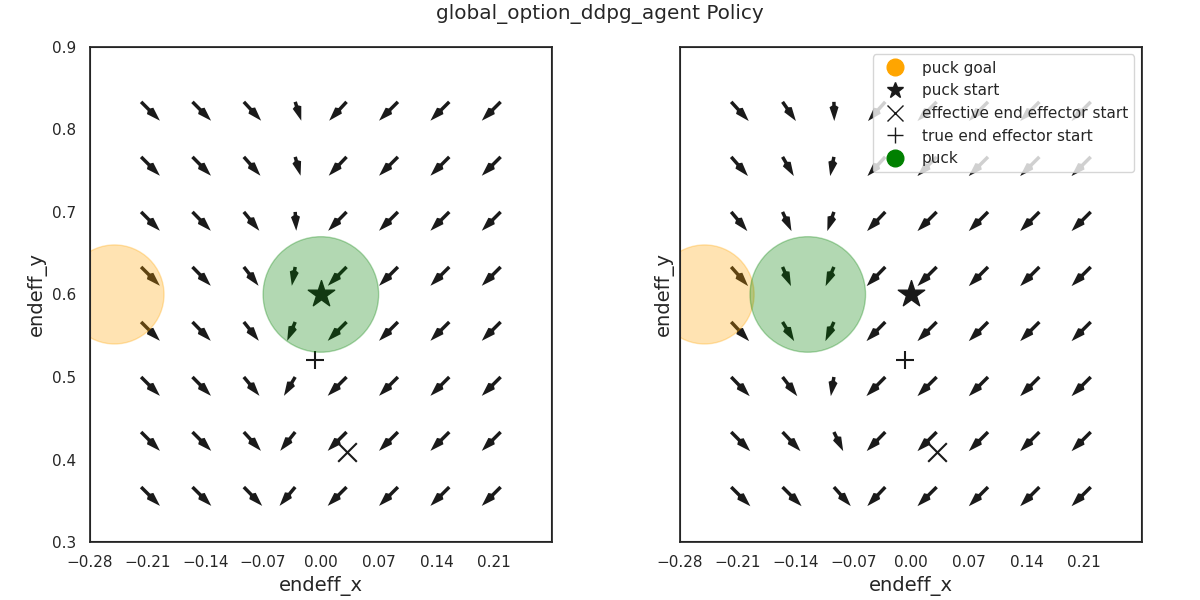 global_option_ddpg_agent Policy
endeff_y
0.9
0.8
0.7
0.6
0.5
0.4
0.3
−0.28 −0.21 −0.14 −0.07 0.00 0.07 0.14 0.21
endeff_x
endeff_y
puck goal
puck start
effective end effector start
true end effector start
puck
−0.28 −0.21 −0.14 −0.07 0.00 0.07 0.14 0.21
endeff_x